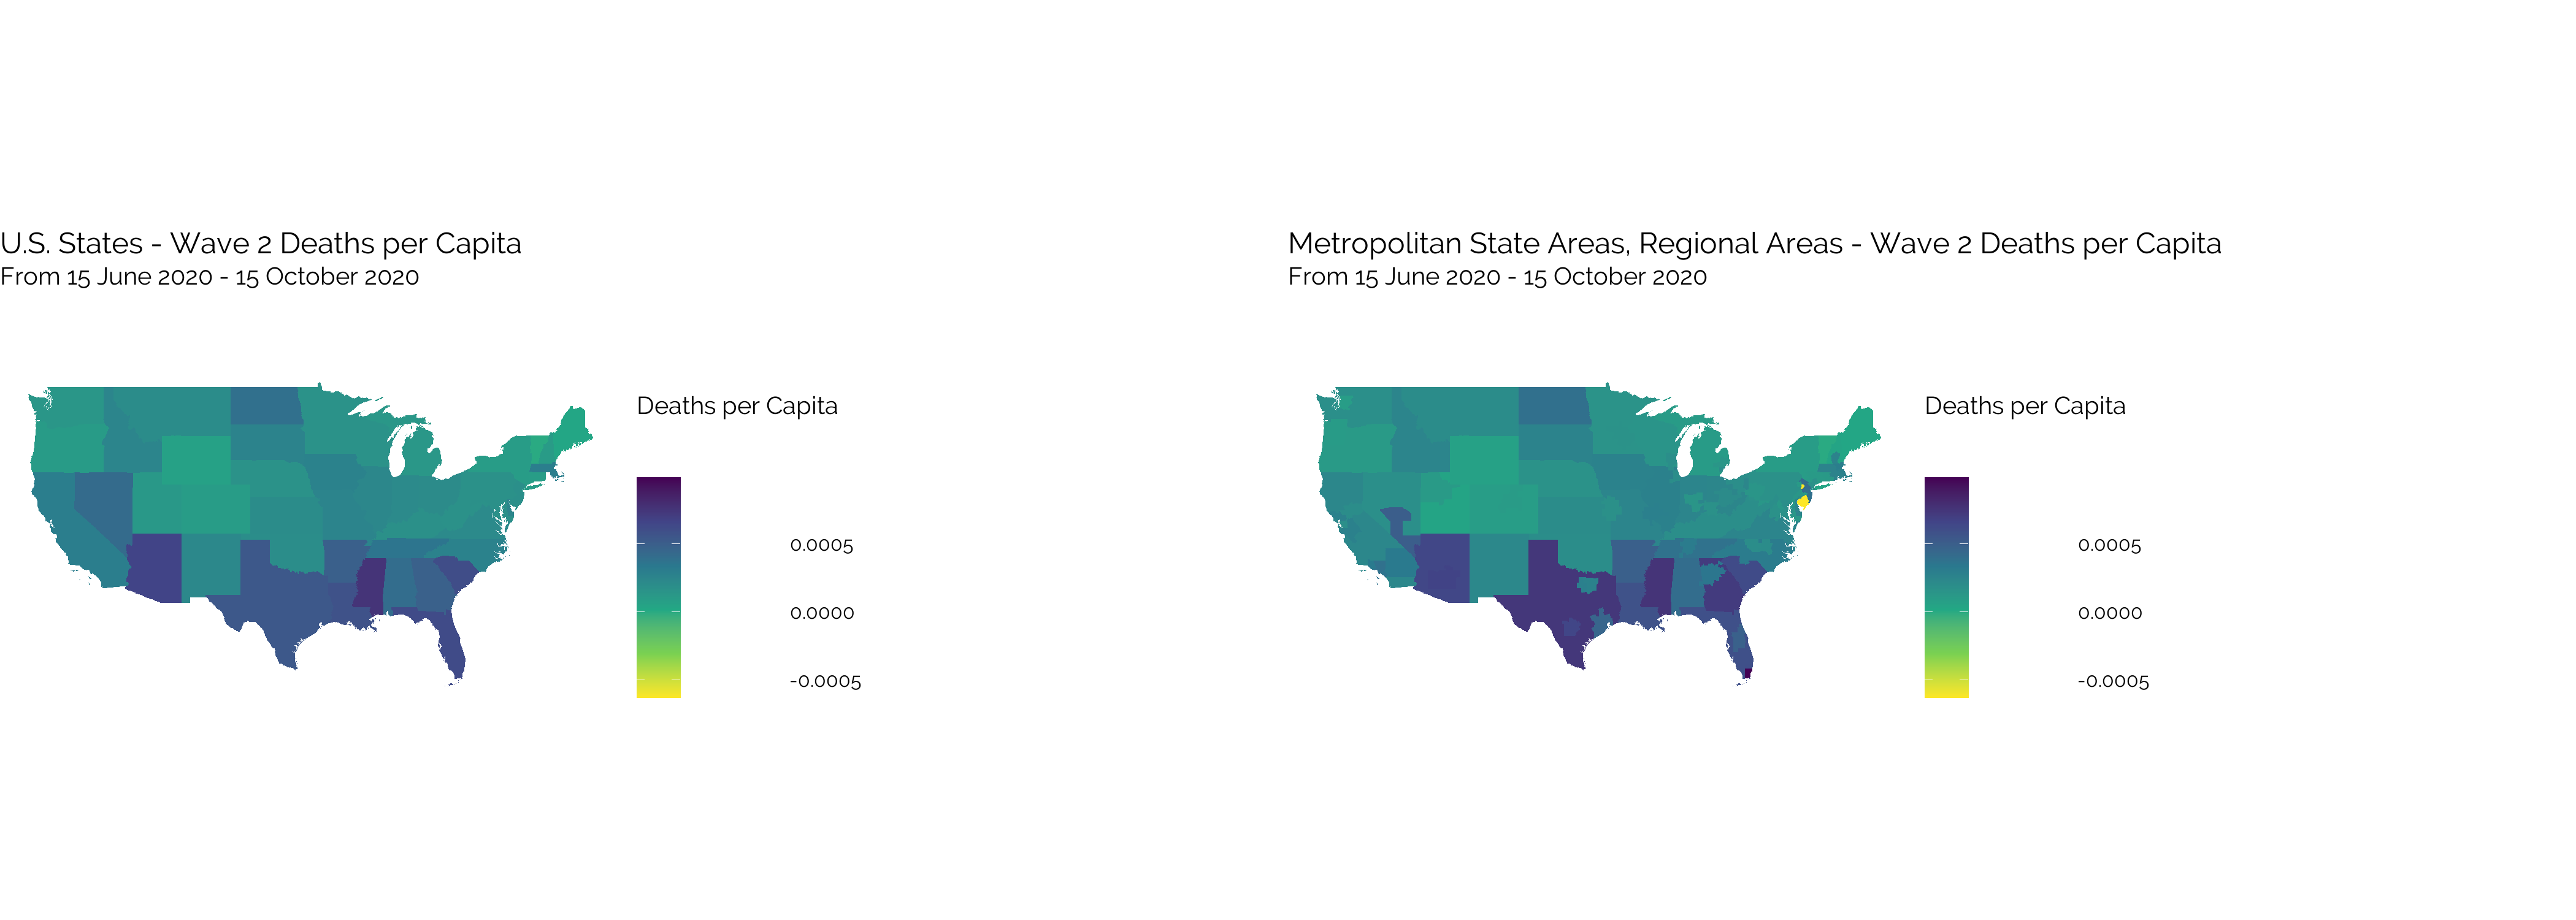 U.S. States - Wave 2 Deaths per Capita
From 15 June 2020 - 15 October 2020
Deaths per Capita
0.0005
0.0000
-0.0005
Metropolitan State Areas, Regional Areas - Wave 2 Deaths per Capita
From 15 June 2020 - 15 October 2020
Deaths per Capita
0.0005
0.0000
-0.0005